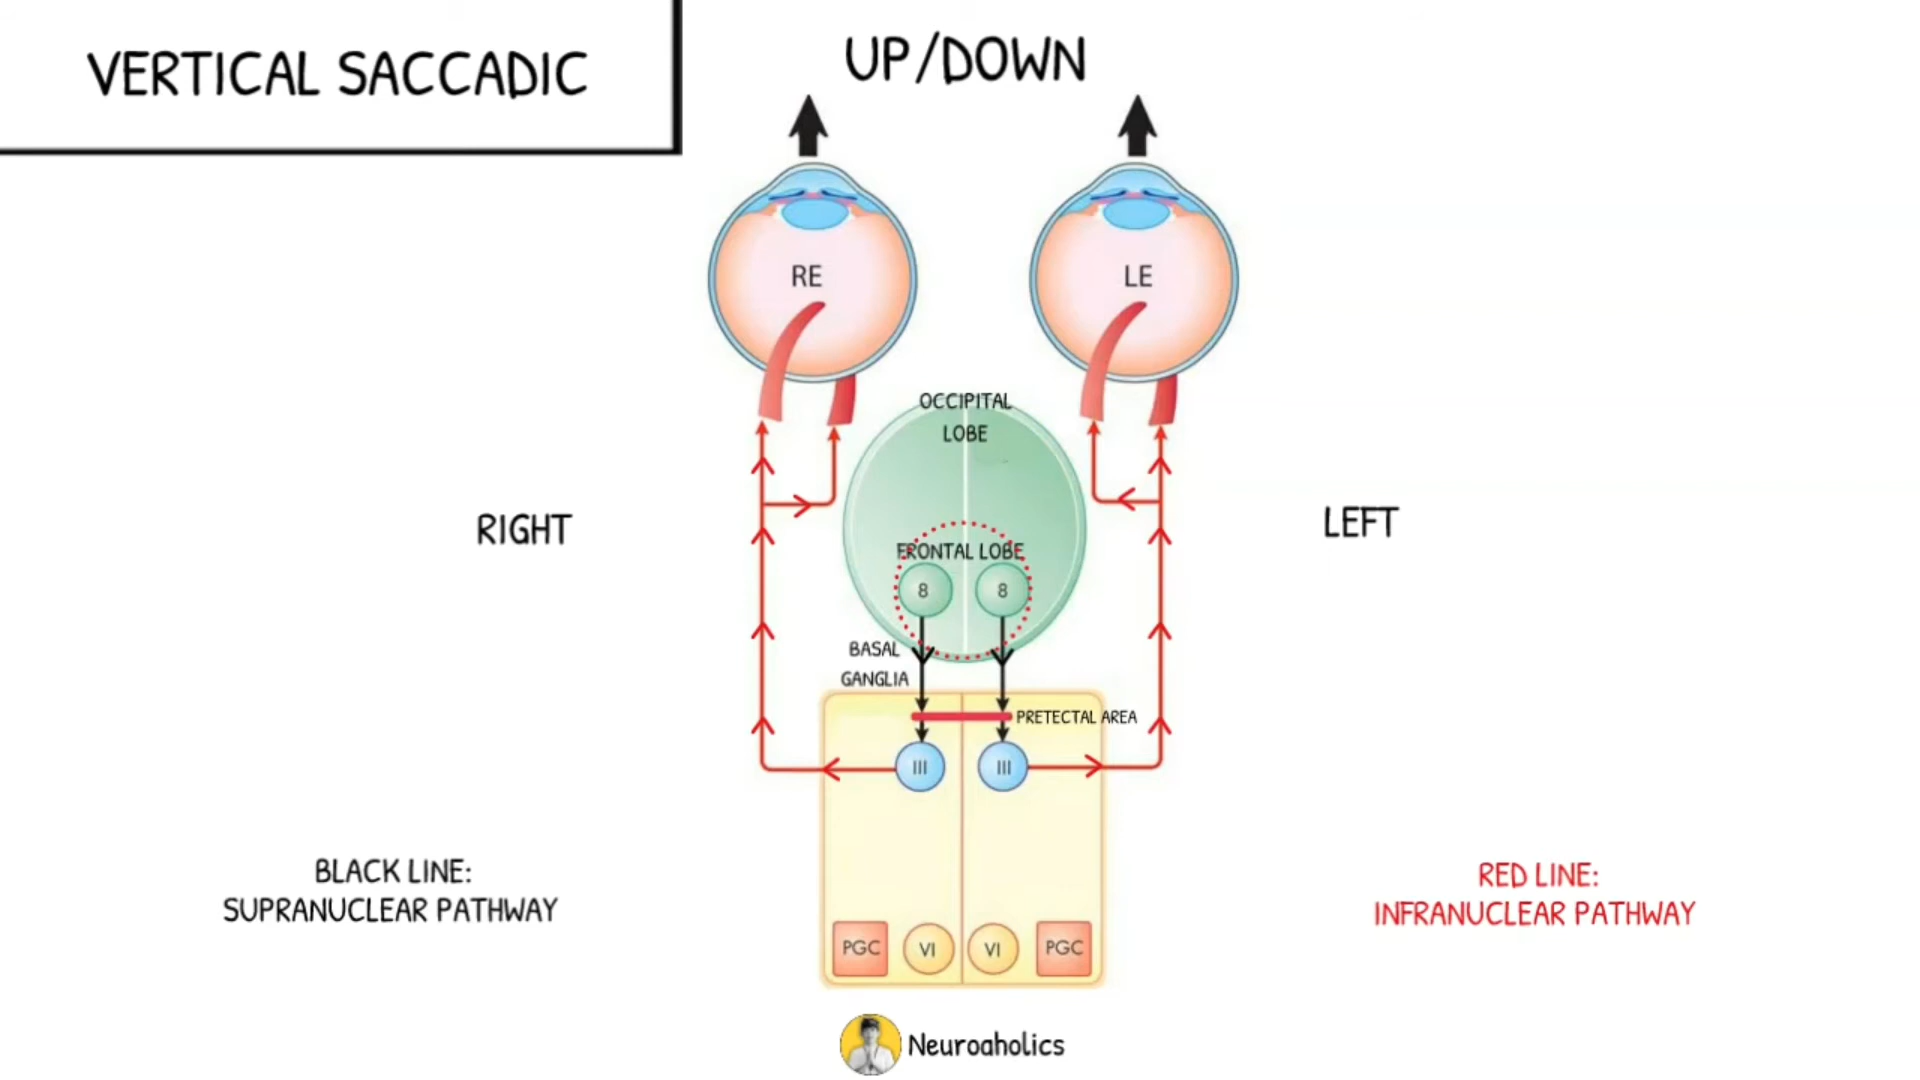 VERTICAL SACCADIC
UP/DOWN
RE
LE
OCCIPITAL
LOBE
RIGHT
LEFT
FRONTAL LOBE
8
8
BASAL
GANGLIA
PRETECTAL AREA
III
III
BLACK LINE:
SUPRANUCLEAR PATHWAY
RED LINE:
INFRANUCLEAR PATHWAY
PGC
VI
VI
PGC
Neuroaholics